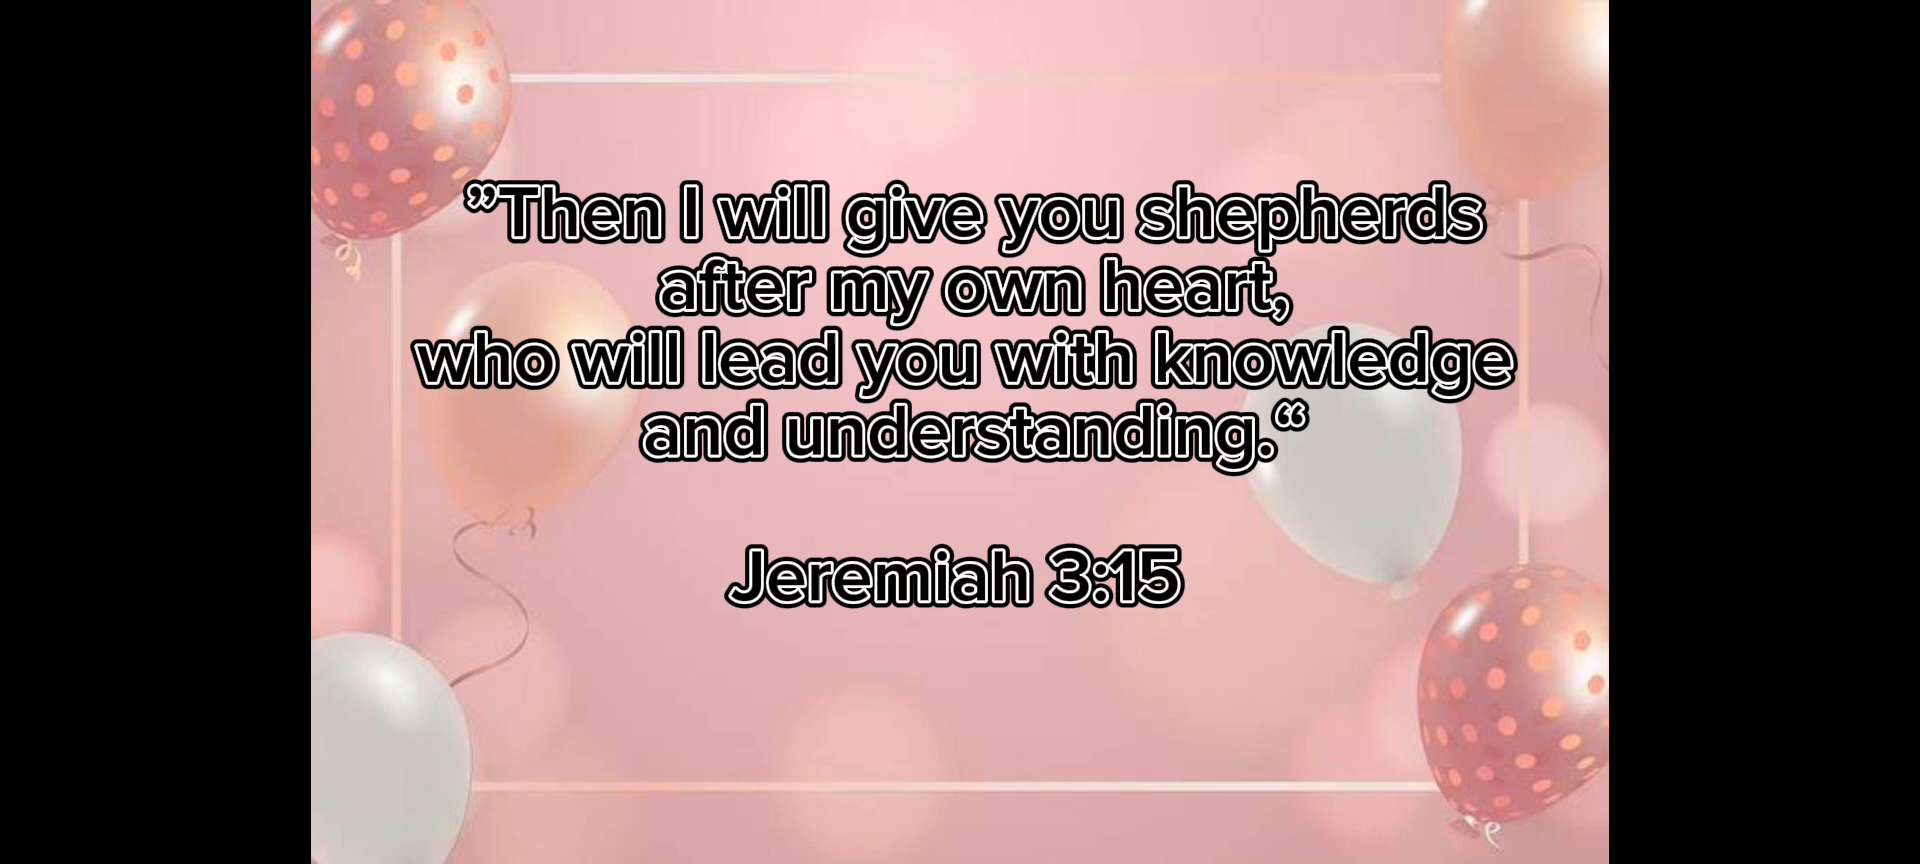 ”Then I will give you shepherds
after my own heart,
who will lead you with knowledge
and understanding.“
Jeremiah 3:15